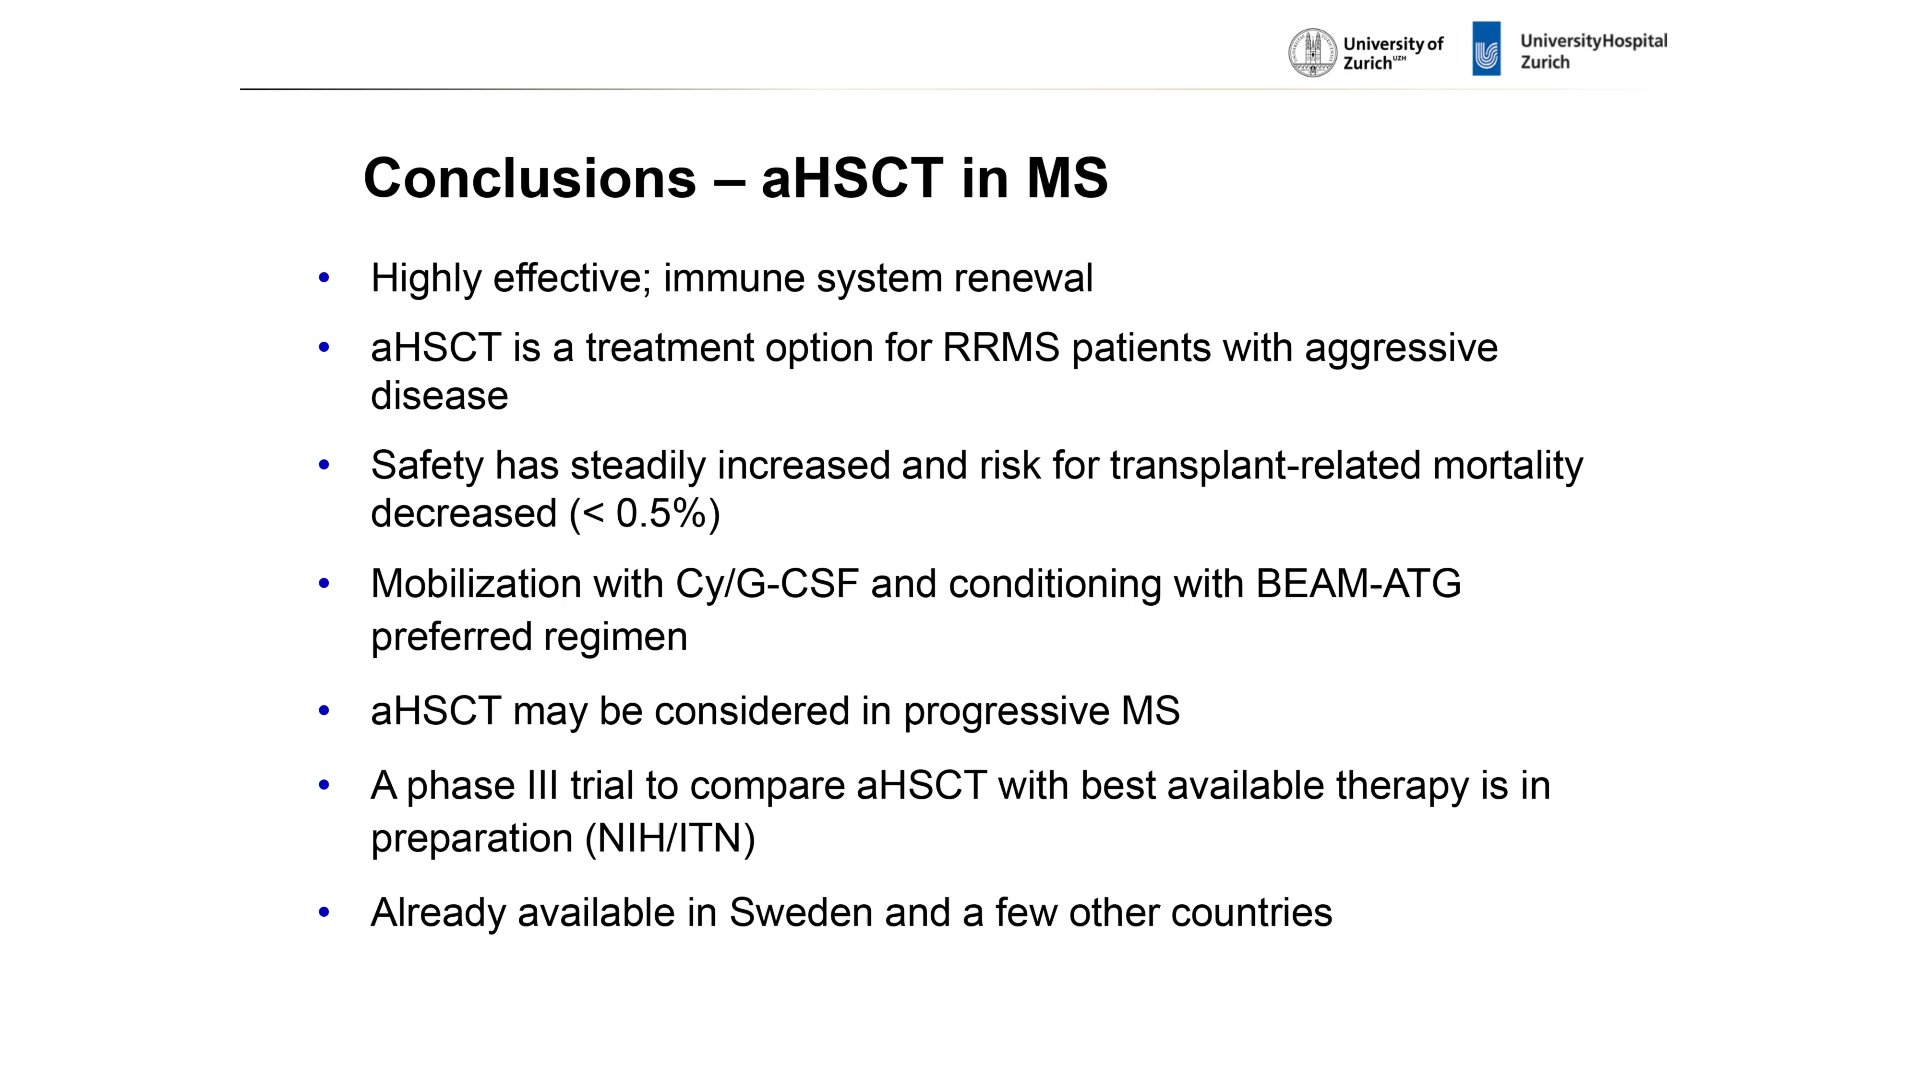 University of
Zurich UZH
UniversityHospital
Zurich
Conclusions – aHSCT in MS
• Highly effective; immune system renewal
• aHSCT is a treatment option for RRMS patients with aggressive
disease
• Safety has steadily increased and risk for transplant-related mortality
decreased (< 0.5%)
• Mobilization with Cy/G-CSF and conditioning with BEAM-ATG
preferred regimen
• aHSCT may be considered in progressive MS
• A phase III trial to compare aHSCT with best available therapy is in
preparation (NIH/ITN)
• Already available in Sweden and a few other countries